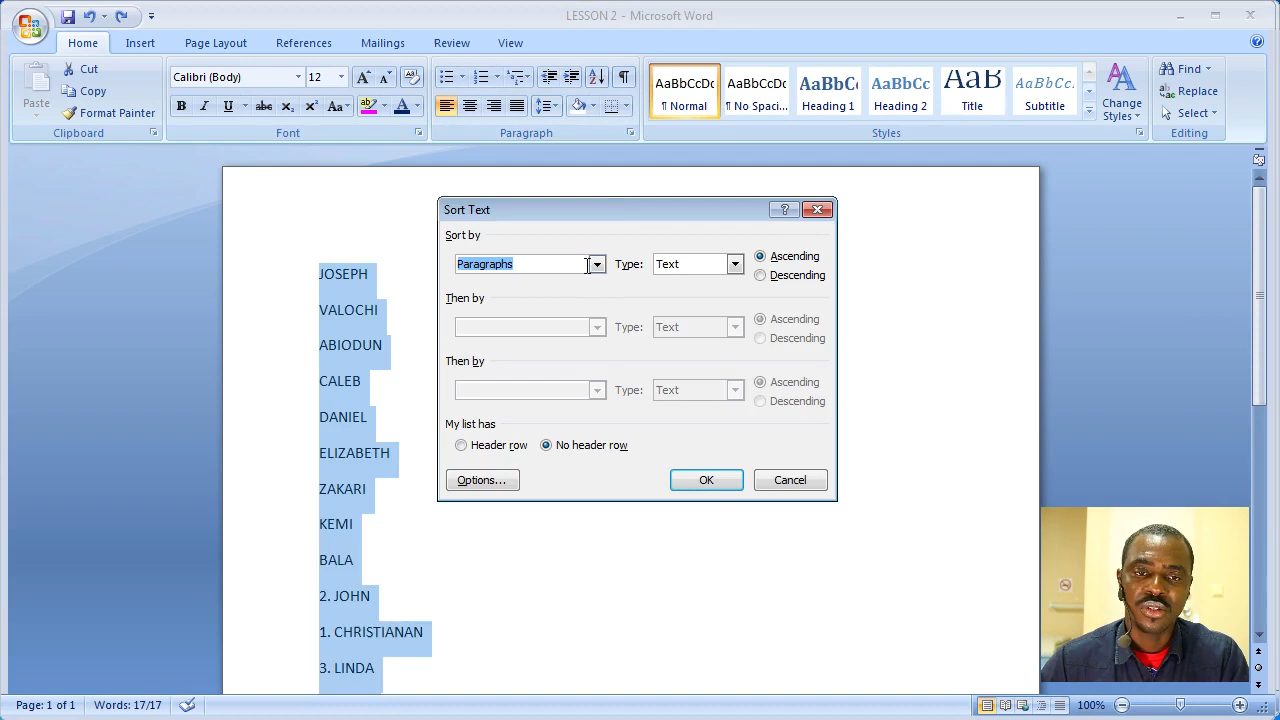 LESSON 2 - Microsoft Word
Home Insert Page Layout References Mailings Review View
Paste
Cut
Copy
Format Painter
Clipboard
Calibri (Body) 12
Font
Paragraph
AaBbCcDc AaBbCcDc AaBbC AaBbCc AaB AaBbCc.
¶ Normal ¶ No Spaci... Heading 1 Heading 2 Title Subtitle
Change Styles
Styles
Find
Replace
Select
Editing
JOSEPH
VALOCHI
ABIODUN
CALEB
DANIEL
ELIZABETH
ZAKARI
KEMI
BALA
2. JOHN
1. CHRISTIANAN
3. LINDA
Sort Text
Sort by
Paragraphs Type: Text Ascending
Descending
Then by
Type: Text Ascending
Descending
Then by
Type: Text Ascending
Descending
My list has
Header row No header row
Options... OK Cancel
Page: 1 of 1 Words: 17/17 100%